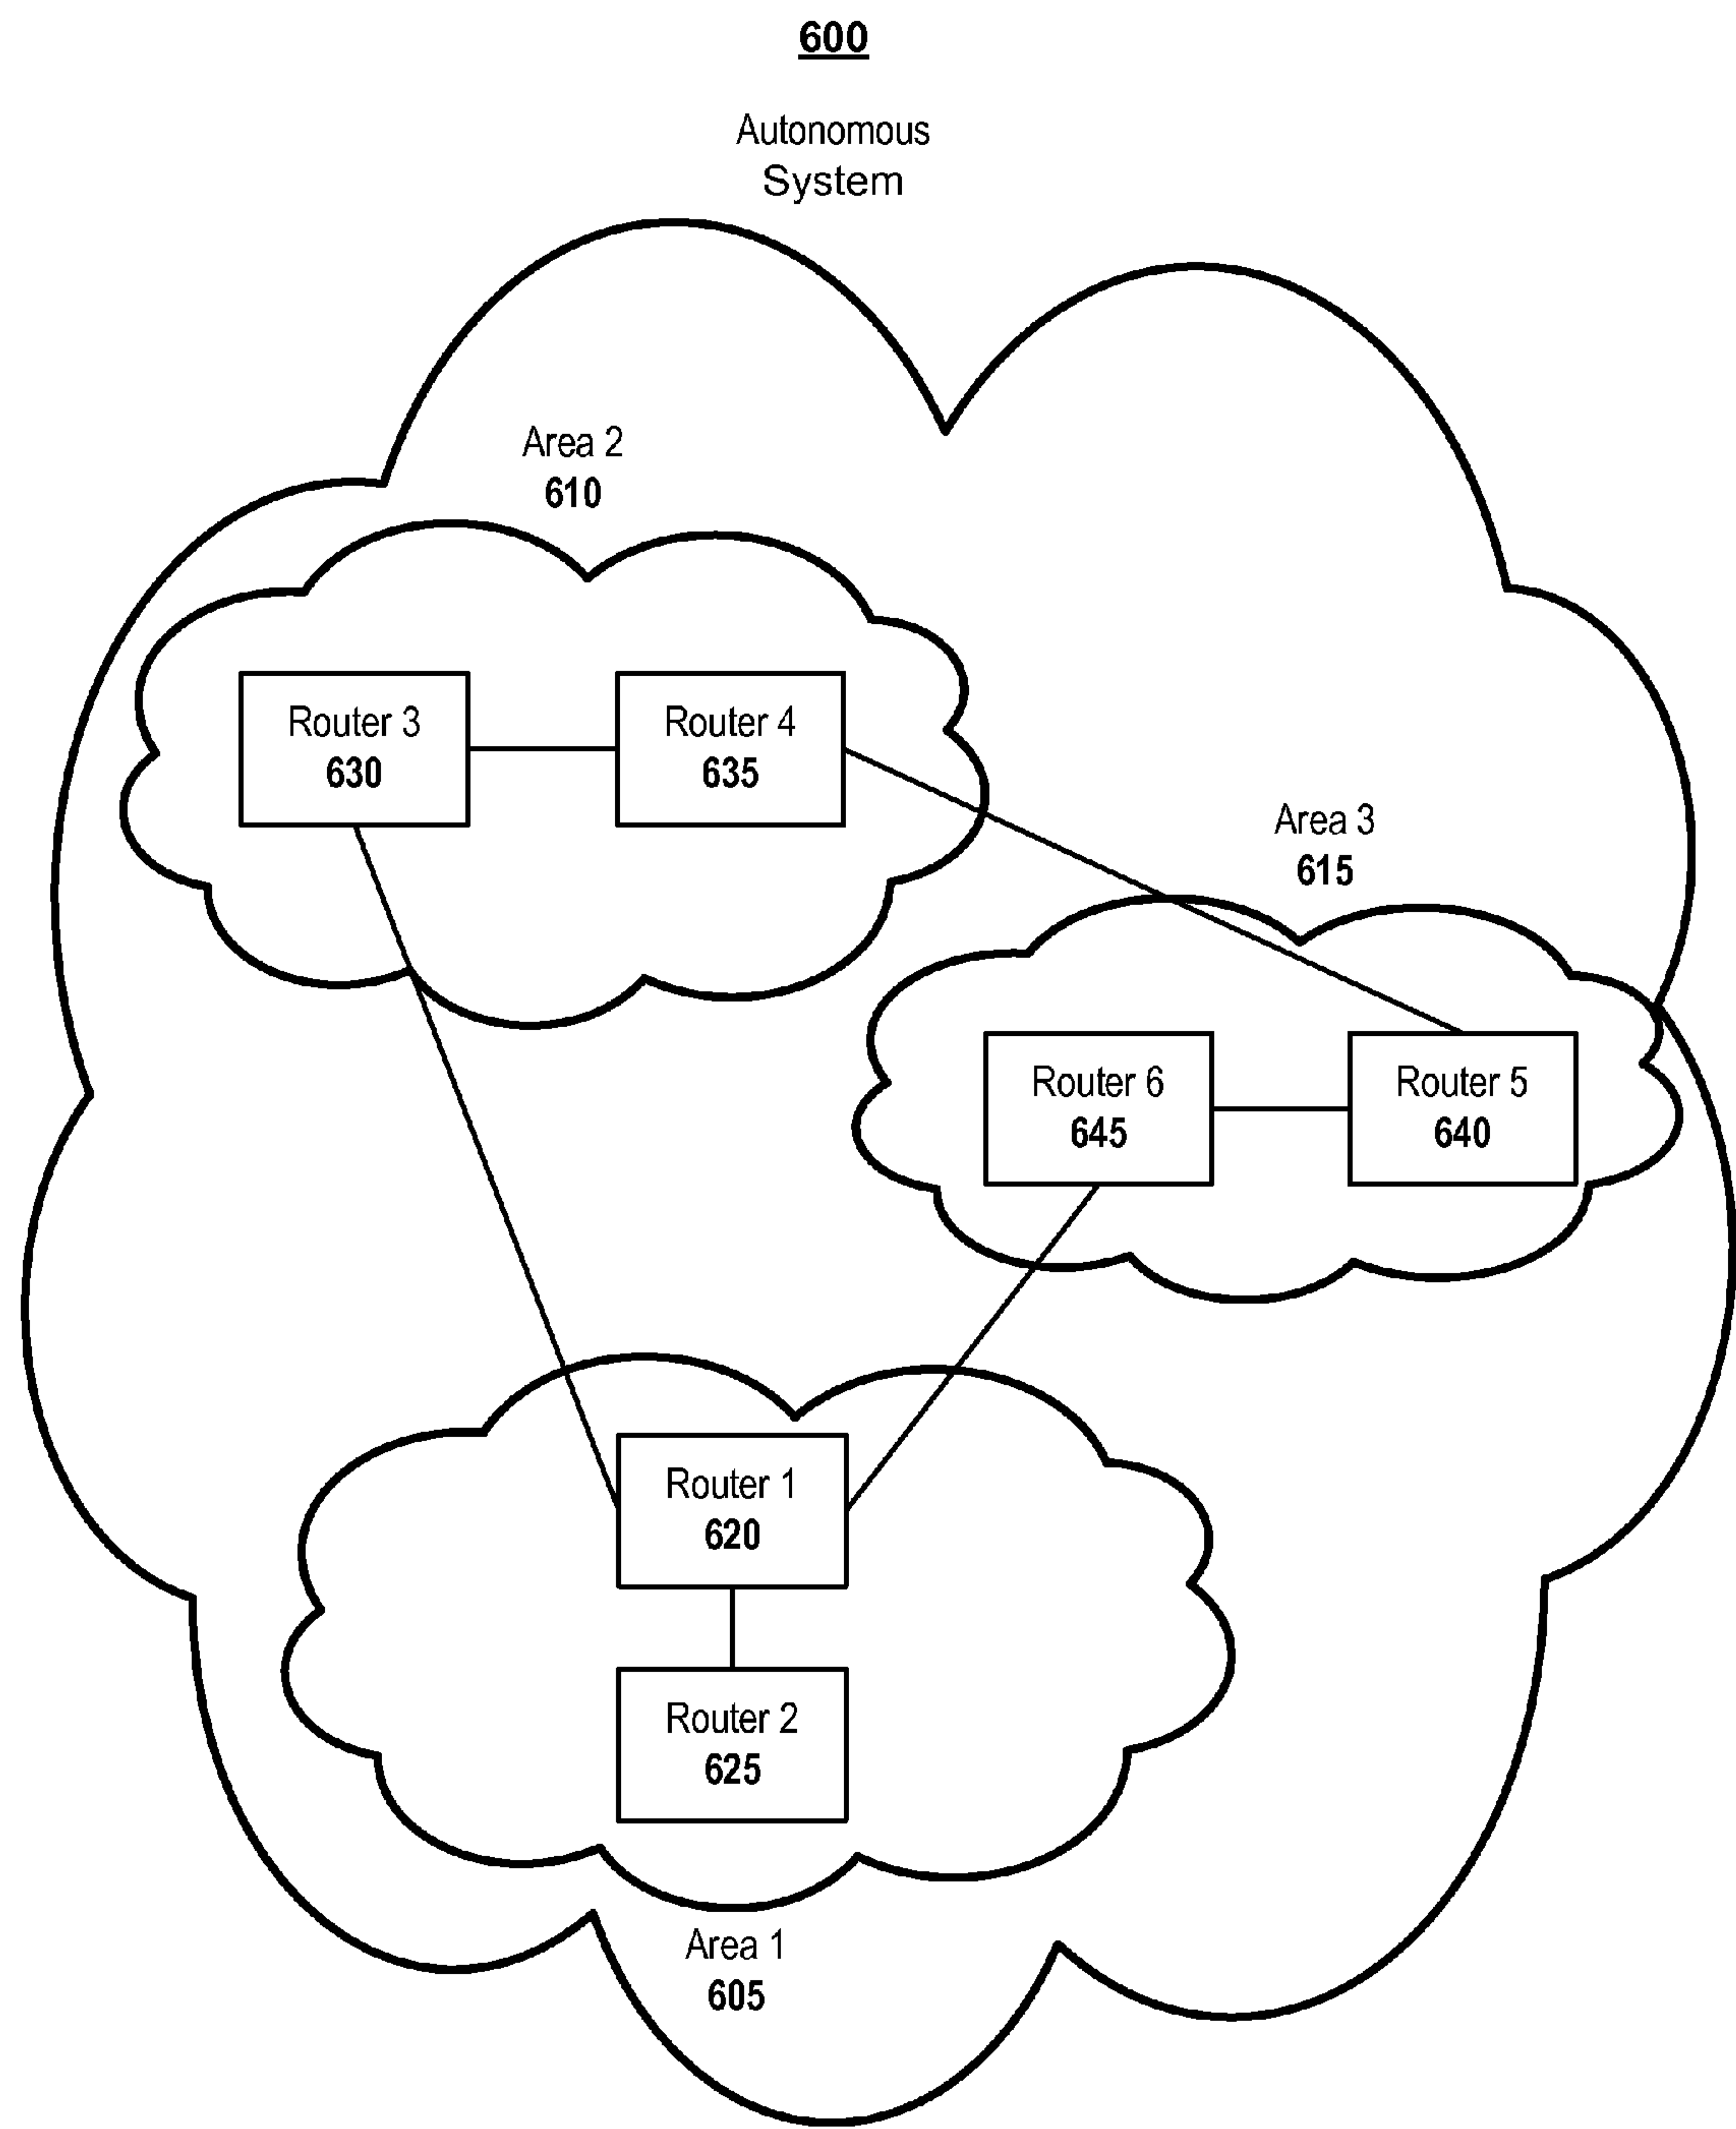 600
Autonomous
System
Area 2
610
Router 3
630
Router 4
635
Area 3
615
Router 6
645
Router 5
640
Router 1
620
Router 2
625
Area 1
605